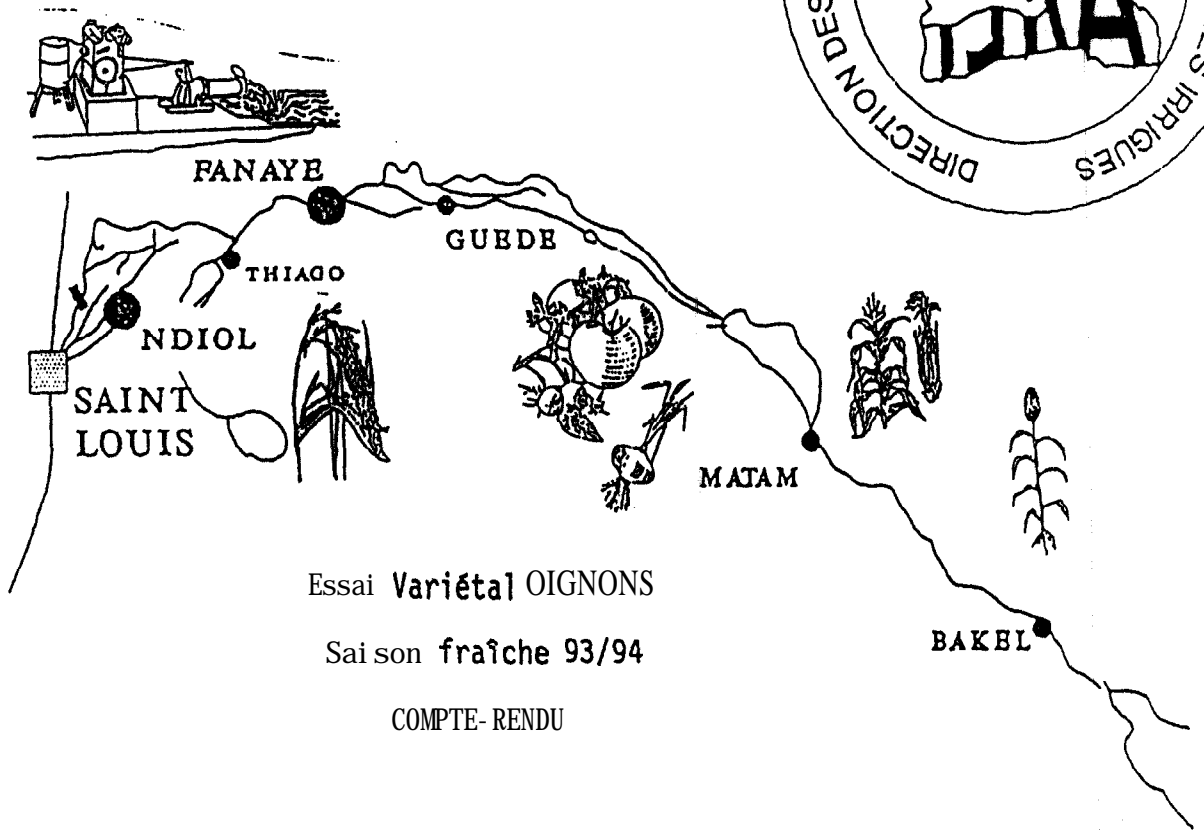 DIRECTION DES
IRRIGUES
FANAYE
GUEDE
THIAGO
NDIOL
SAINT
LOUIS
MATAM
BAKEL
Essai Variétal OIGNONS
Saison fraîche 93/94
COMPTE-RENDU